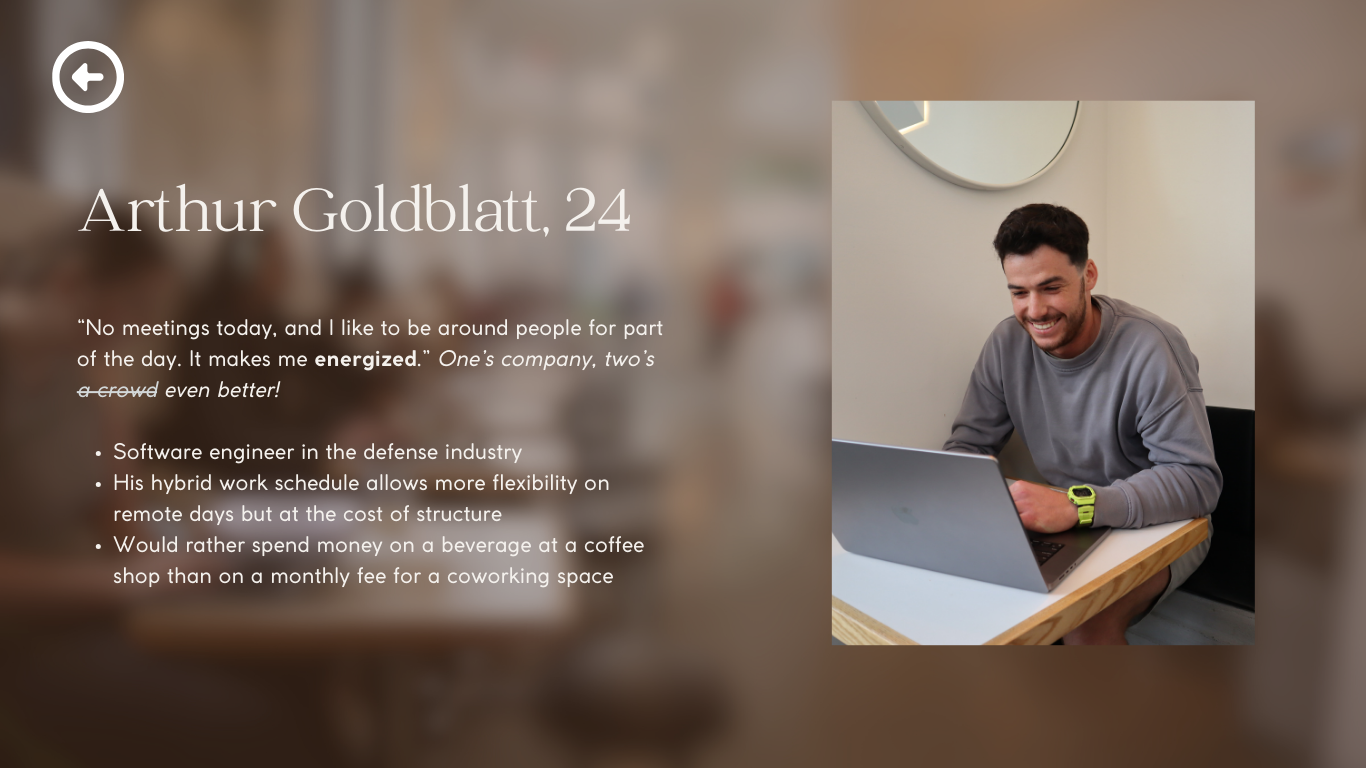 Arthur Goldblatt, 24
“No meetings today, and I like to be around people for part
of the day. It makes me energized.” One’s company, two’s
a crowd even better!
• Software engineer in the defense industry
• His hybrid work schedule allows more flexibility on
remote days but at the cost of structure
• Would rather spend money on a beverage at a coffee
shop than on a monthly fee for a coworking space